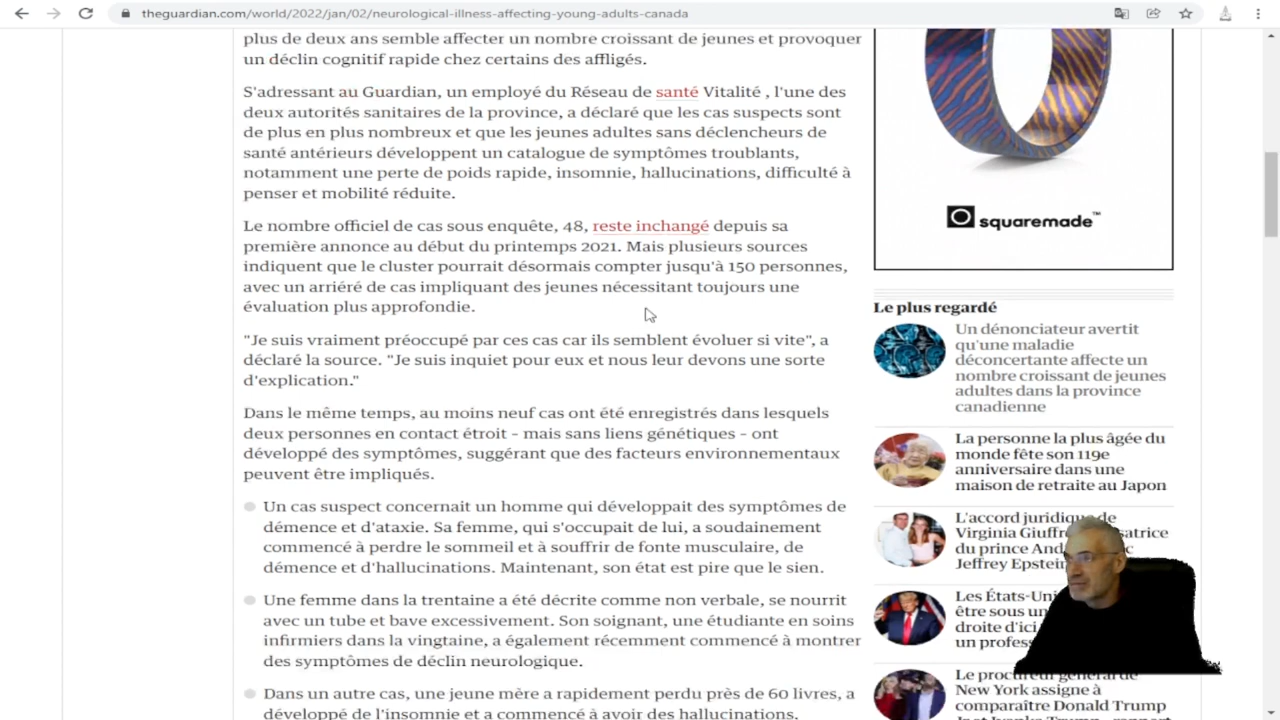 theguardian.com/world/2022/jan/02/neurological-illness-affecting-young-adults-canada
plus de deux ans semble affecter un nombre croissant de jeunes et provoquer
un déclin cognitif rapide chez certains des affligés.
S'adressant au Guardian, un employé du Réseau de santé Vitalité , l'une des
deux autorités sanitaires de la province, a déclaré que les cas suspects sont
de plus en plus nombreux et que les jeunes adultes sans déclencheurs de
santé antérieurs développent un catalogue de symptômes troublants,
notamment une perte de poids rapide, insomnie, hallucinations, difficulté à
penser et mobilité réduite.
Le nombre officiel de cas sous enquête, 48, reste inchangé depuis sa
première annonce au début du printemps 2021. Mais plusieurs sources
indiquent que le cluster pourrait désormais compter jusqu'à 150 personnes,
avec un arriéré de cas impliquant des jeunes nécessitant toujours une
évaluation plus approfondie.
"Je suis vraiment préoccupé par ces cas car ils semblent évoluer si vite", a
déclaré la source. "Je suis inquiet pour eux et nous leur devons une sorte
d'explication."
Dans le même temps, au moins neuf cas ont été enregistrés dans lesquels
deux personnes en contact étroit - mais sans liens génétiques - ont
développé des symptômes, suggérant que des facteurs environnementaux
peuvent être impliqués.
Un cas suspect concernait un homme qui développait des symptômes de
démence et d'ataxie. Sa femme, qui s'occupait de lui, a soudainement
commencé à perdre le sommeil et à souffrir de fonte musculaire, de
démence et d'hallucinations. Maintenant, son état est pire que le sien.
Une femme dans la trentaine a été décrite comme non verbale, se nourrit
avec un tube et bave excessivement. Son soignant, une étudiante en soins
infirmiers dans la vingtaine, a également récemment commencé à montrer
des symptômes de déclin neurologique.
Dans un autre cas, une jeune mère a rapidement perdu près de 60 livres, a
développé de l'insomnie et a commencé à avoir des hallucinations.
squaremade™
Le plus regardé
Un dénonciateur avertit
qu'une maladie
déconcertante affecte un
nombre croissant de jeunes
adultes dans la province
canadienne
La personne la plus âgée du
monde fête son 119e
anniversaire dans une
maison de retraite au Japon
L'accord juridique de
Virginia
du prince
Jeffrey
Les
être sous un
droite d'ici
un
Le procureur général de
New York assigne à
comparaître Donald Trump